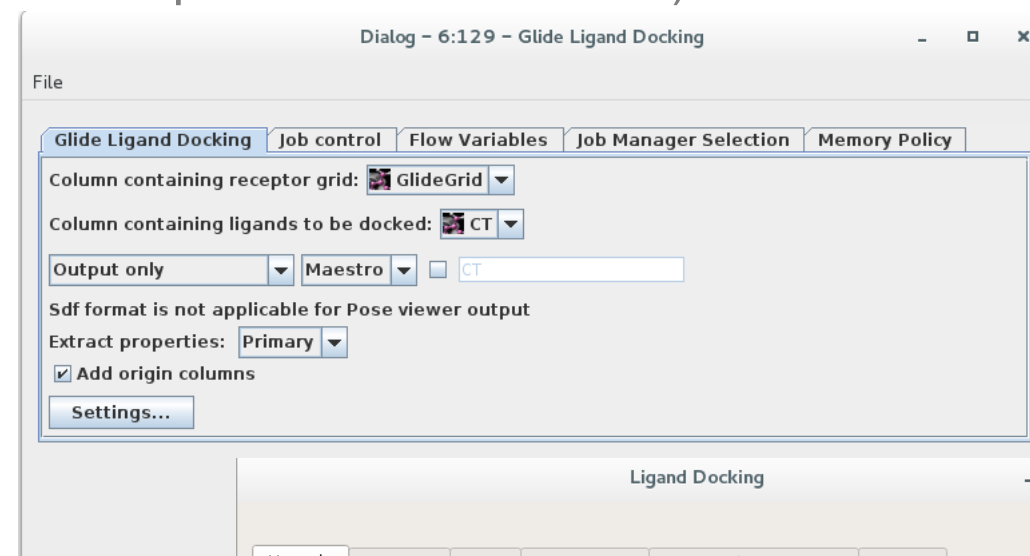 Dialog - 6:129 - Glide Ligand Docking
File
Glide Ligand Docking Job control Flow Variables Job Manager Selection Memory Policy
Column containing receptor grid: GlideGrid
Column containing ligands to be docked: CT
Output only Maestro CT
Sdf format is not applicable for Pose viewer output
Extract properties: Primary
Add origin columns
Settings...
Ligand Docking